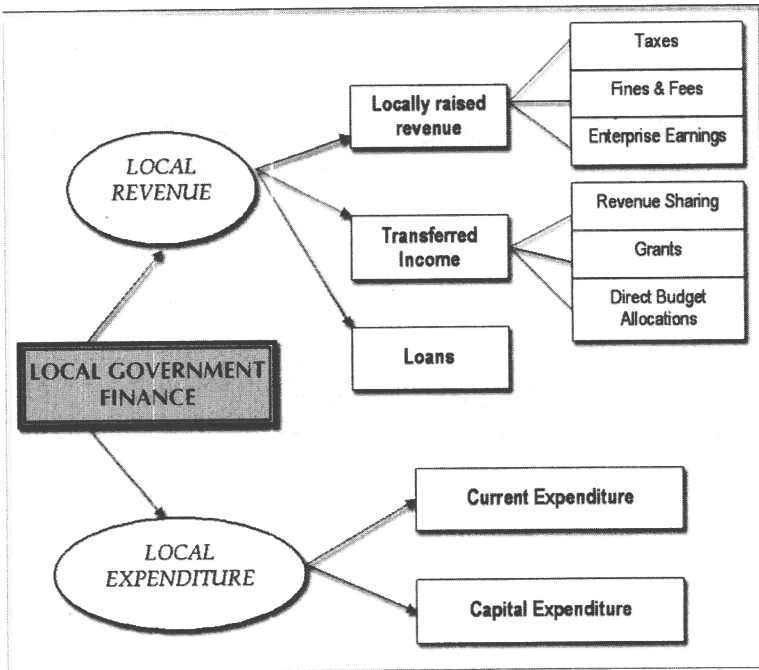 Taxes
Fines & Fees
Enterprise Earnings
Locally raised
revenue
LOCAL
REVENUE
Revenue Sharing
Grants
Direct Budget
Allocations
Transferred
Income
Loans
LOCAL GOVERNMENT
FINANCE
Current Expenditure
LOCAL
EXPENDITURE
Capital Expenditure